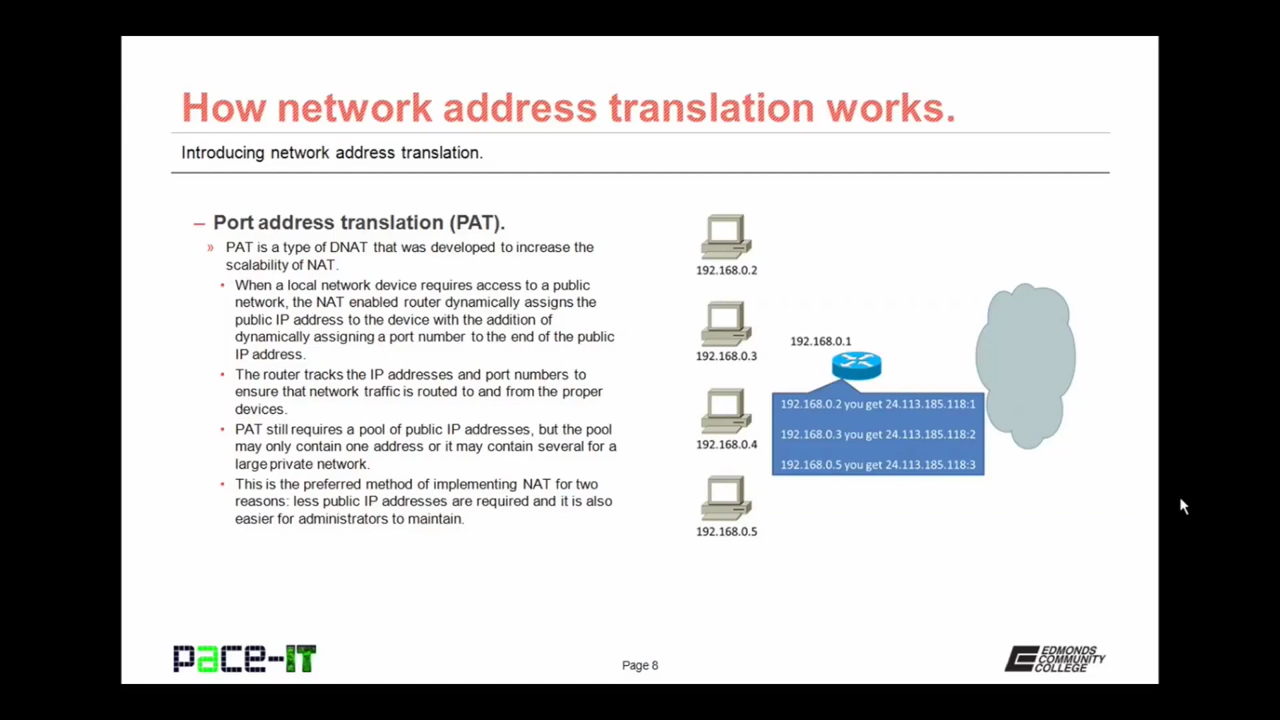 How network address translation works.
Introducing network address translation.
– Port address translation (PAT).
» PAT is a type of DNAT that was developed to increase the
scalability of NAT.
• When a local network device requires access to a public
network, the NAT enabled router dynamically assigns the
public IP address to the device with the addition of
dynamically assigning a port number to the end of the public
IP address.
• The router tracks the IP addresses and port numbers to
ensure that network traffic is routed to and from the proper
devices.
• PAT still requires a pool of public IP addresses, but the pool
may only contain one address or it may contain several for a
large private network.
• This is the preferred method of implementing NAT for two
reasons: less public IP addresses are required and it is also
easier for administrators to maintain.
192.168.0.2
192.168.0.3
192.168.0.4
192.168.0.5
192.168.0.1
192.168.0.2 you get 24.113.185.118:1
192.168.0.3 you get 24.113.185.118:2
192.168.0.5 you get 24.113.185.118:3
pace-IT
Page 8
EDMONDS
COMMUNITY
COLLEGE